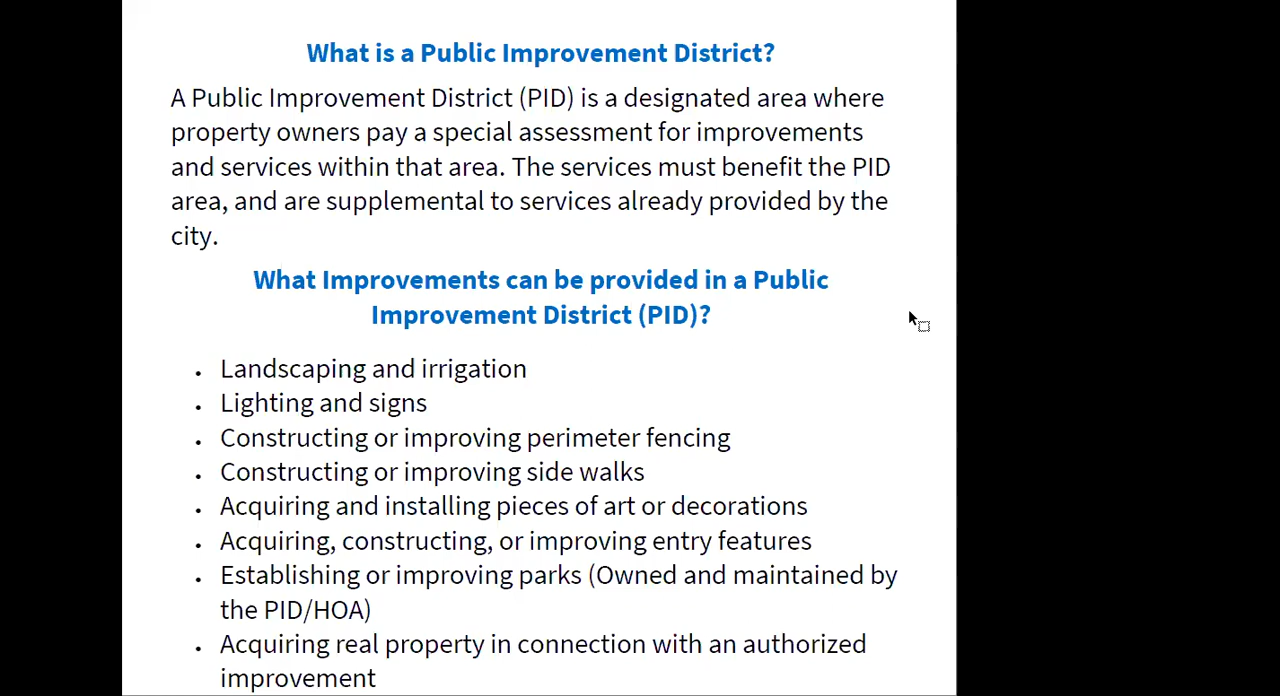 What is a Public Improvement District?
A Public Improvement District (PID) is a designated area where
property owners pay a special assessment for improvements
and services within that area. The services must benefit the PID
area, and are supplemental to services already provided by the
city.
What Improvements can be provided in a Public
Improvement District (PID)?
• Landscaping and irrigation
• Lighting and signs
• Constructing or improving perimeter fencing
• Constructing or improving side walks
• Acquiring and installing pieces of art or decorations
• Acquiring, constructing, or improving entry features
• Establishing or improving parks (Owned and maintained by
the PID/HOA)
• Acquiring real property in connection with an authorized
improvement